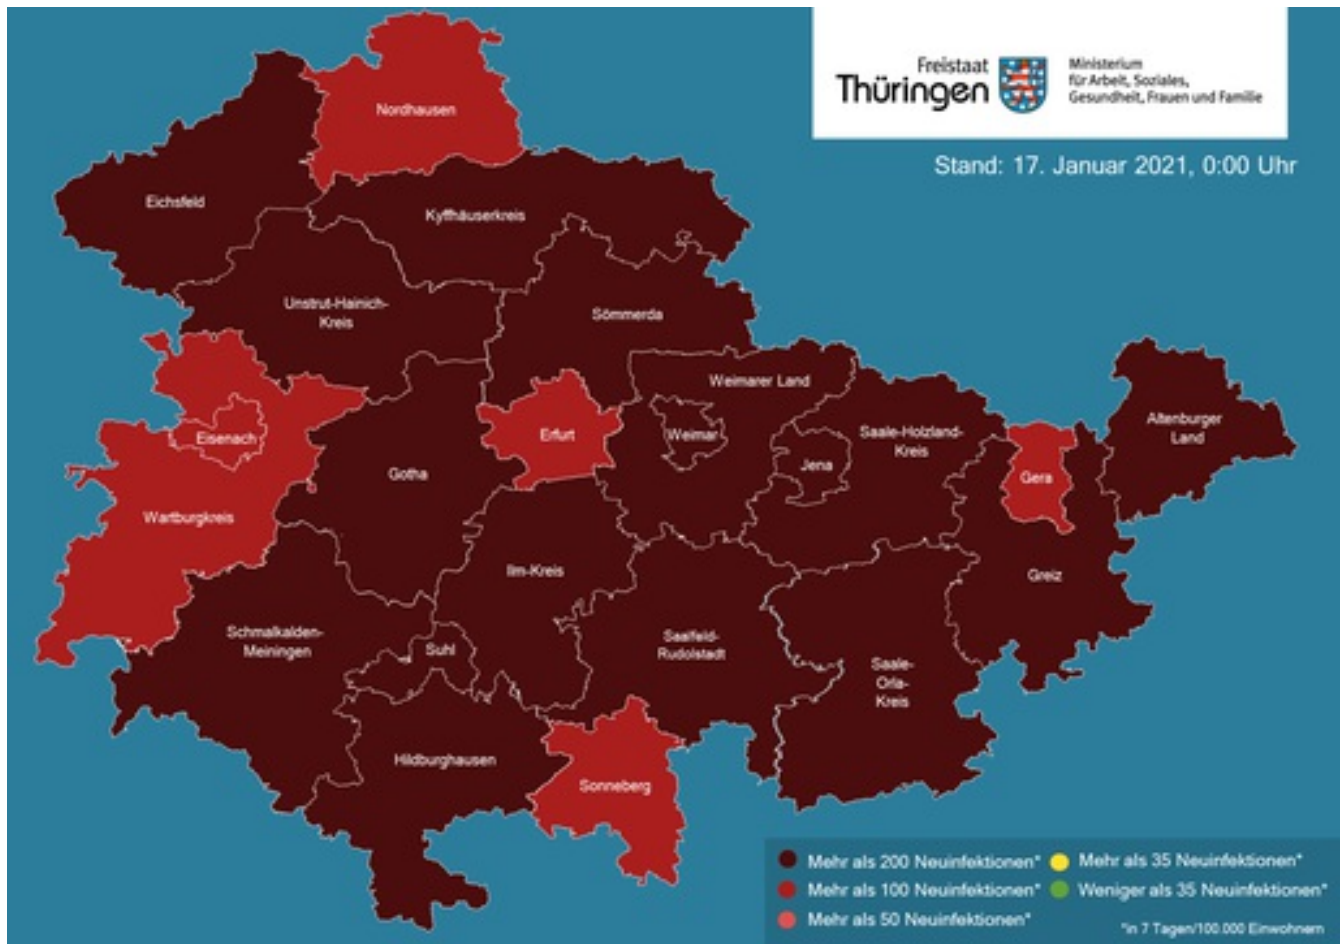 Freistaat
Thüringen
Ministerium
für Arbeit, Soziales,
Gesundheit, Frauen und Familie
Stand: 17. Januar 2021, 0:00 Uhr
Nordhausen
Eichsfeld
Kyffhäuserkreis
Unstrut-Hainich-
Kreis
Sömmerda
Weimarer Land
Eisenach
Erfurt
Weimar
Saale-Holzland-
Kreis
Altenburger
Land
Gotha
Jena
Gera
Wartburgkreis
Ilm-Kreis
Greiz
Schmalkalden-
Meiningen
Suhl
Saalfeld-
Rudolstadt
Saale-
Orla-
Kreis
Hildburghausen
Sonneberg
Mehr als 200 Neuinfektionen*
Mehr als 100 Neuinfektionen*
Mehr als 50 Neuinfektionen*
Mehr als 35 Neuinfektionen*
Weniger als 35 Neuinfektionen*
*in 7 Tagen/100.000 Einwohnern